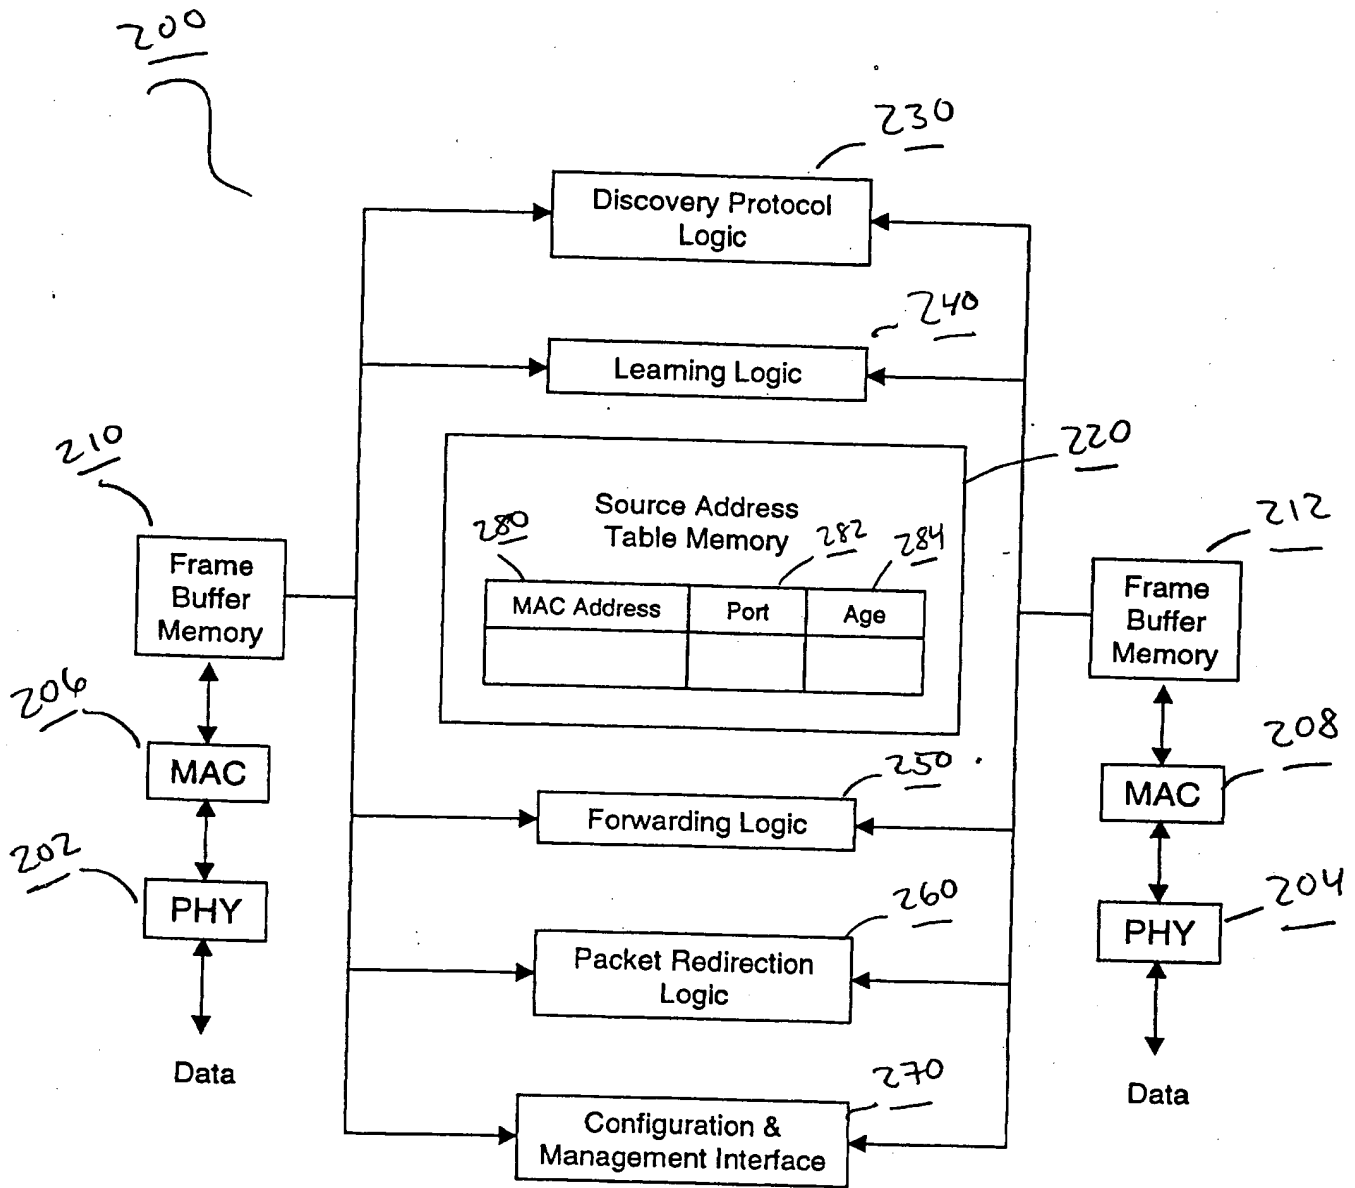 200
230
Discovery Protocol
Logic
240
Learning Logic
210
220
Source Address
Table Memory
280
282
284
212
MAC Address
Port
Age
Frame
Buffer
Memory
Frame
Buffer
Memory
206
MAC
208
MAC
250
Forwarding Logic
202
PHY
204
PHY
260
Packet Redirection
Logic
Data
Data
270
Configuration &
Management Interface